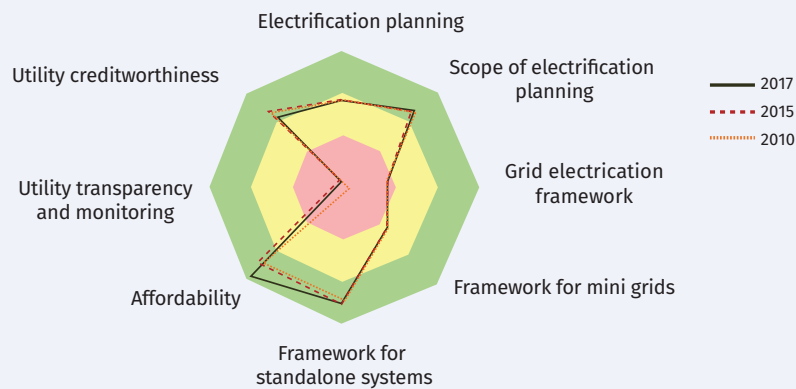 Electrification planning
Scope of electrification
planning
Utility creditworthiness
2017
2015
2010
Grid electrication
framework
Utility transparency
and monitoring
Framework for mini grids
Affordability
Framework for
standalone systems